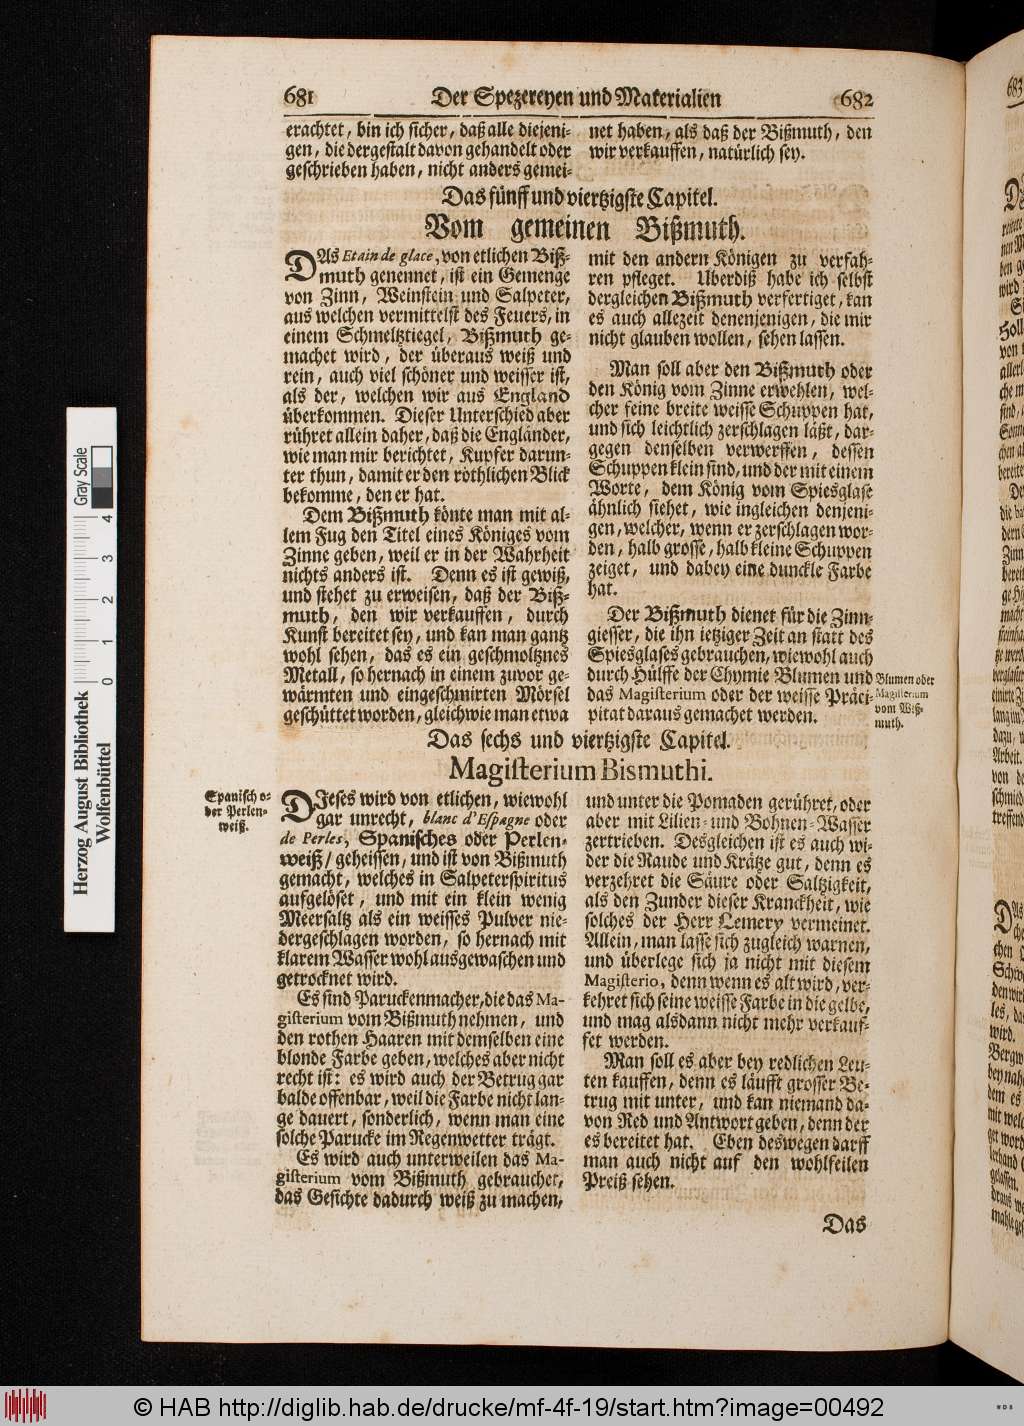 681 Der Spezereyen und Materialien 682
erachtet, bin ich sicher, daß alle diejeni-
gen, die dergestalt davon gehandelt oder
geschrieben haben, nicht anders gemei-
net haben, als daß der Bißmuth, den
wir verkauffen, natürlich sey.
Das fünff und viertzigste Capitel.
Vom gemeinen Bißmuth.
DAs Etain de glace, von etlichen Biß-
muth genennet, ist ein Gemenge
von Zinn, Weinstein und Salpeter,
aus welchen vermittelst des Feuers, in
einem Schmeltztiegel, Bißmuth ge-
machet wird, der überaus weiß und
rein, auch viel schöner und weisser ist,
als der, welchen wir aus England
überkommen. Dieser Unterschied aber
rühret allein daher, daß die Engländer,
wie man mir berichtet, Kupfer darun-
ter thun, damit er den röthlichen Blick
bekomme, den er hat.
Dem Bißmuth könte man mit al-
lem Fug den Titel eines Königes vom
Zinne geben, weil er in der Wahrheit
nichts anders ist. Denn es ist gewiß,
und stehet zu erweisen, daß der Biß-
muth, den wir verkauffen, durch
Kunst bereitet sey, und kan man gantz
wohl sehen, das es ein geschmoltznes
Metall, so hernach in einem zuvor ge-
wärmten und eingeschmirten Mörsel
geschüttet worden, gleichwie man etwa
mit den andern Königen zu verfah-
ren pfleget. Uberdiß habe ich selbst
dergleichen Bißmuth verfertiget, kan
es auch allezeit denenjenigen, die mir
nicht glauben wollen, sehen lassen.
Man soll aber den Bißmuth oder
den König vom Zinne erwehlen, wel-
cher feine breite weisse Schuppen hat,
und sich leichtlich zerschlagen läßt, dar-
gegen denselben verwerffen, dessen
Schuppen klein sind, und der mit einem
Worte, dem König vom Spiesglase
ähnlich siehet, wie ingleichen denjeni-
gen, welcher, wenn er zerschlagen wor-
den, halb grosse, halb kleine Schuppen
zeiget, und dabey eine dunckle Farbe
hat.
Der Bißmuth dienet für die Zinn-
giesser, die ihn ietziger Zeit an statt des
Spiesglases gebrauchen, wiewohl auch
durch Hülffe der Chymie Blumen und
das Magisterium oder der weisse Präci-
pitat daraus gemachet werden.
Blumen oder
Magisterium
vom Wiß-
muth.
Das sechs und viertzigste Capitel.
Magisterium Bismuthi.
Spanisch o-
der Perlen-
weiß.
DIeses wird von etlichen, wiewohl
gar unrecht, blanc d'Espagne oder
de Perles, Spanisches oder Perlen-
weiß/ geheissen, und ist von Bißmuth
gemacht, welches in Salpeterspiritus
aufgelöset, und mit ein klein wenig
Meersaltz als ein weisses Pulver nie-
dergeschlagen worden, so hernach mit
klarem Wasser wohl ausgewaschen und
getrocknet wird.
Es sind Paruckenmacher, die das Ma-
gisterium vom Bißmuth nehmen, und
den rothen Haaren mit demselben eine
blonde Farbe geben, welches aber nicht
recht ist: es wird auch der Betrug gar
balde offenbar, weil die Farbe nicht lan-
ge dauert, sonderlich, wenn man eine
solche Parucke im Regenwetter trägt.
Es wird auch unterweilen das Ma-
gisterium vom Bißmuth gebrauchet,
das Gesichte dadurch weiß zu machen,
und unter die Pomaden gerühret, oder
aber mit Lilien- und Bohnen-Wasser
zertrieben. Desgleichen ist es auch wi-
der die Raude und Krätze gut, denn es
verzehret die Säure oder Saltzigkeit,
als den Zunder dieser Kranckheit, wie
solches der Herr Lemery vermeinet.
Allein, man lasse sich zugleich warnen,
und überlege sich ja nicht mit diesem
Magisterio, denn wenn es alt wird, ver-
kehret sich seine weisse Farbe in die gelbe,
und mag alsdann nicht mehr verkauf-
fet werden.
Man soll es aber bey redlichen Leu-
ten kauffen, denn es läufft grosser Be-
trug mit unter, und kan niemand da-
von Red und Antwort geben, denn der
es bereitet hat. Eben deswegen darff
man auch nicht auf den wohlfeilen
Preiß sehen.
Das
Herzog August Bibliothek
Wolfenbüttel
0 1 2 3 4
Gray Scale
© HAB http://diglib.hab.de/drucke/mf-4f-19/start.htm?image=00492